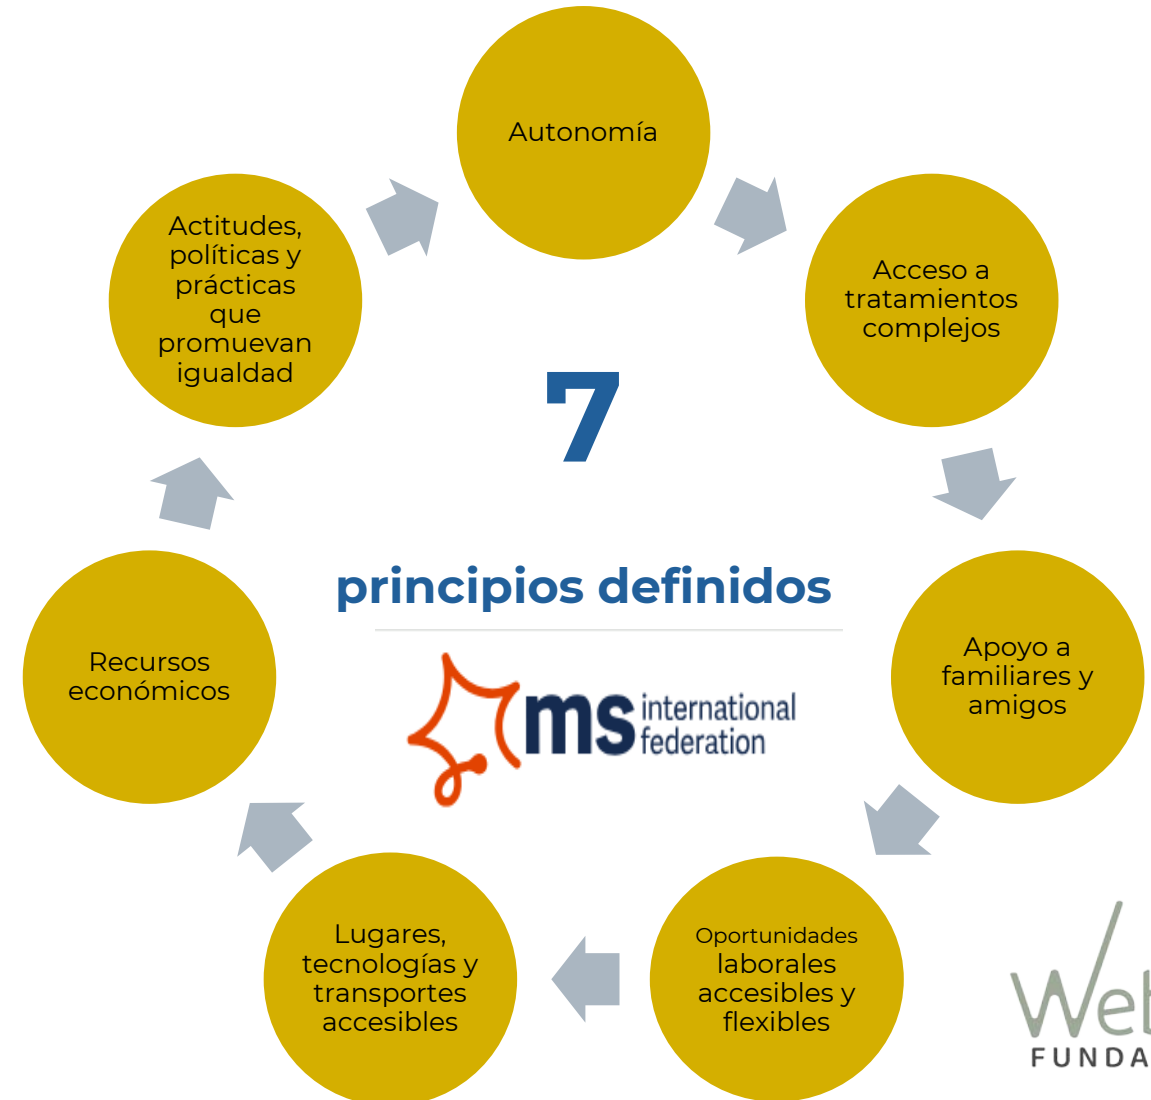 Autonomía
Acceso a
tratamientos
complejos
Apoyo a
familiares y
amigos
Oportunidades
laborales
accesibles y
flexibles
Lugares,
tecnologías y
transportes
accesibles
Recursos
económicos
Actitudes,
políticas y
prácticas
que
promuevan
igualdad
7
principios definidos
ms international
federation